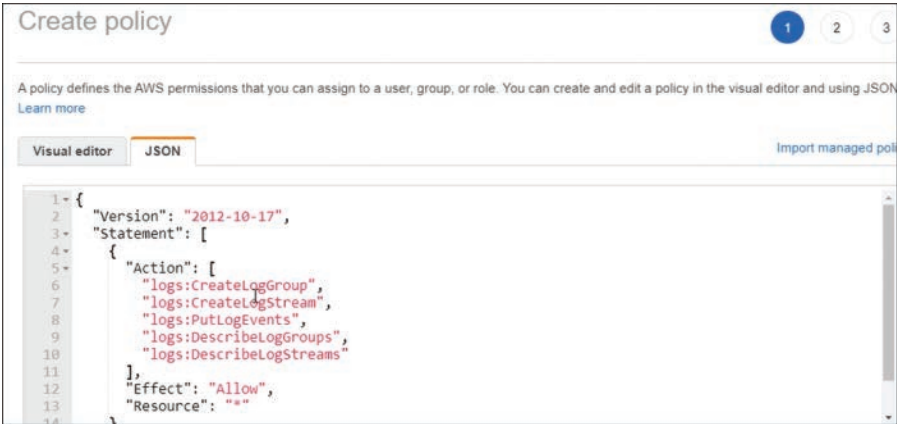 Create policy
1 2 3
A policy defines the AWS permissions that you can assign to a user, group, or role. You can create and edit a policy in the visual editor and using JSON
Learn more
Visual editor JSON Import managed poli
1 {
2 "Version": "2012-10-17",
3 "Statement": [
4 {
5 "Action": [
6 "logs:CreateLogGroup",
7 "logs:CreateLogStream",
8 "logs:PutLogEvents",
9 "logs:DescribeLogGroups",
10 "logs:DescribeLogStreams"
11 ],
12 "Effect": "Allow",
13 "Resource": "*"
14 }